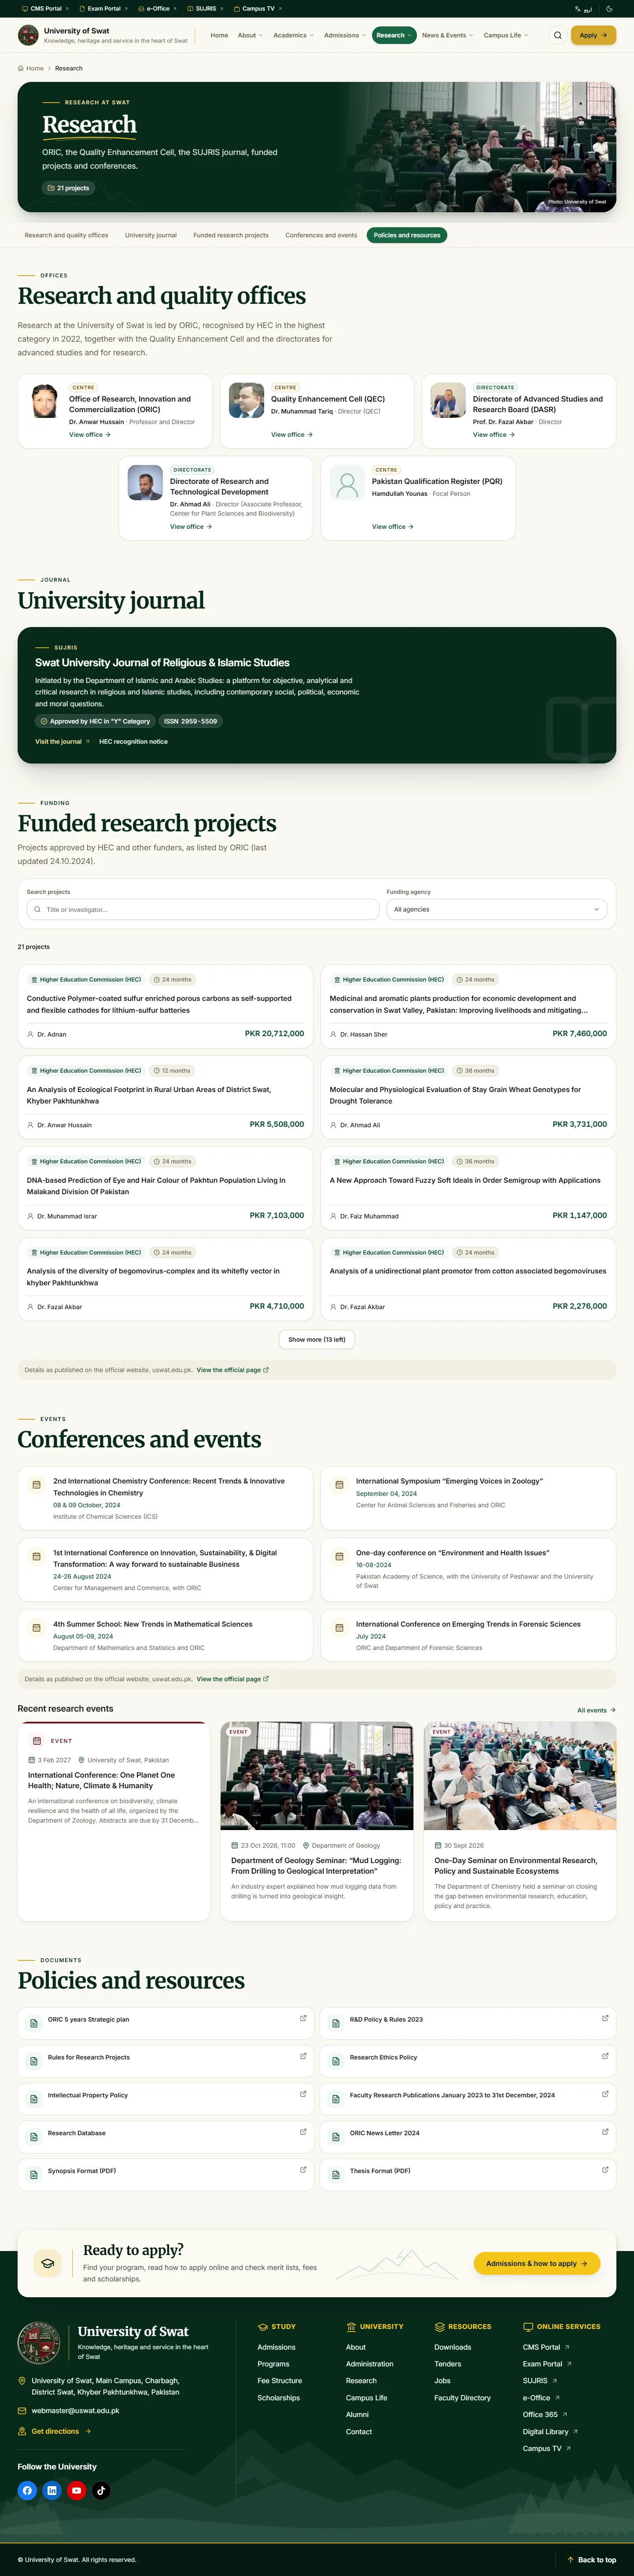 CMS Portal
Exam Portal
e-Office
SUJRIS
Campus TV
اردو
University of Swat
Knowledge, heritage and service in the heart of Swat
Home
About
Academics
Admissions
Research
News & Events
Campus Life
Apply
Home
Research
RESEARCH AT SWAT
Research
ORIC, the Quality Enhancement Cell, the SUJRIS journal, funded
projects and conferences.
21 projects
Photo: University of Swat
Research and quality offices
University journal
Funded research projects
Conferences and events
Policies and resources
OFFICES
Research and quality offices
Research at the University of Swat is led by ORIC, recognised by HEC in the highest
category in 2022, together with the Quality Enhancement Cell and the directorates for
advanced studies and for research.
CENTRE
Office of Research, Innovation and
Commercialization (ORIC)
Dr. Anwar Hussain · Professor and Director
View office
CENTRE
Quality Enhancement Cell (QEC)
Dr. Muhammad Tariq · Director (QEC)
View office
DIRECTORATE
Directorate of Advanced Studies and
Research Board (DASR)
Prof. Dr. Fazal Akbar · Director
View office
DIRECTORATE
Directorate of Research and
Technological Development
Dr. Ahmad Ali · Director (Associate Professor,
Center for Plant Sciences and Biodiversity)
View office
CENTRE
Pakistan Qualification Register (PQR)
Hamdullah Younas · Focal Person
View office
JOURNAL
University journal
SUJRIS
Swat University Journal of Religious & Islamic Studies
Initiated by the Department of Islamic and Arabic Studies: a platform for objective, analytical and
critical research in religious and Islamic studies, including contemporary social, political, economic
and moral questions.
Approved by HEC in "Y" Category
ISSN 2959-5509
Visit the journal
HEC recognition notice
FUNDING
Funded research projects
Projects approved by HEC and other funders, as listed by ORIC (last
updated 24.10.2024).
Search projects
Title or investigator...
Funding agency
All agencies
21 projects
Higher Education Commission (HEC)
24 months
Conductive Polymer-coated sulfur enriched porous carbons as self-supported
and flexible cathodes for lithium-sulfur batteries
Dr. Adnan
PKR 20,712,000
Higher Education Commission (HEC)
24 months
Medicinal and aromatic plants production for economic development and
conservation in Swat Valley, Pakistan: Improving livelihoods and mitigating...
Dr. Hassan Sher
PKR 7,460,000
Higher Education Commission (HEC)
12 months
An Analysis of Ecological Footprint in Rural Urban Areas of District Swat,
Khyber Pakhtunkhwa
Dr. Anwar Hussain
PKR 5,508,000
Higher Education Commission (HEC)
36 months
Molecular and Physiological Evaluation of Stay Grain Wheat Genotypes for
Drought Tolerance
Dr. Ahmad Ali
PKR 3,731,000
Higher Education Commission (HEC)
24 months
DNA-based Prediction of Eye and Hair Colour of Pakhtun Population Living In
Malakand Division Of Pakistan
Dr. Muhammad Israr
PKR 7,103,000
Higher Education Commission (HEC)
36 months
A New Approach Toward Fuzzy Soft Ideals in Order Semigroup with Applications
Dr. Faiz Muhammad
PKR 1,147,000
Higher Education Commission (HEC)
24 months
Analysis of the diversity of begomovirus-complex and its whitefly vector in
khyber Pakhtunkhwa
Dr. Fazal Akbar
PKR 4,710,000
Higher Education Commission (HEC)
24 months
Analysis of a unidirectional plant promotor from cotton associated begomoviruses
Dr. Fazal Akbar
PKR 2,276,000
Show more (13 left)
Details as published on the official website, uswat.edu.pk. View the official page
EVENTS
Conferences and events
2nd International Chemistry Conference: Recent Trends & Innovative
Technologies in Chemistry
08 & 09 October, 2024
Institute of Chemical Sciences (ICS)
International Symposium “Emerging Voices in Zoology”
September 04, 2024
Center for Animal Sciences and Fisheries and ORIC
1st International Conference on Innovation, Sustainability, & Digital
Transformation: A way forward to sustainable Business
24-26 August 2024
Center for Management and Commerce, with ORIC
One-day conference on “Environment and Health Issues”
16-08-2024
Pakistan Academy of Science, with the University of Peshawar and the University
of Swat
4th Summer School: New Trends in Mathematical Sciences
August 05-09, 2024
Department of Mathematics and Statistics and ORIC
International Conference on Emerging Trends in Forensic Sciences
July 2024
ORIC and Department of Forensic Sciences
Details as published on the official website, uswat.edu.pk. View the official page
Recent research events
All events
EVENT
3 Feb 2027
University of Swat, Pakistan
International Conference: One Planet One
Health; Nature, Climate & Humanity
An international conference on biodiversity, climate
resilience and the health of all life, organized by the
Department of Zoology. Abstracts are due by 31 Decemb...
EVENT
23 Oct 2026, 11:00
Department of Geology
Department of Geology Seminar: “Mud Logging:
From Drilling to Geological Interpretation”
An industry expert explained how mud logging data from
drilling is turned into geological insight.
EVENT
30 Sept 2026
One-Day Seminar on Environmental Research,
Policy and Sustainable Ecosystems
The Department of Chemistry held a seminar on closing
the gap between environmental research, education,
policy and practice.
DOCUMENTS
Policies and resources
ORIC 5 years Strategic plan
R&D Policy & Rules 2023
Rules for Research Projects
Research Ethics Policy
Intellectual Property Policy
Faculty Research Publications January 2023 to 31st December, 2024
Research Database
ORIC News Letter 2024
Synopsis Format (PDF)
Thesis Format (PDF)
Ready to apply?
Find your program, read how to apply online and check merit lists, fees
and scholarships.
Admissions & how to apply
University of Swat
Knowledge, heritage and service in the heart
of Swat
University of Swat, Main Campus, Charbagh,
District Swat, Khyber Pakhtunkhwa, Pakistan
webmaster@uswat.edu.pk
Get directions
Follow the University
STUDY
Admissions
Programs
Fee Structure
Scholarships
UNIVERSITY
About
Administration
Research
Campus Life
Alumni
Contact
RESOURCES
Downloads
Tenders
Jobs
Faculty Directory
ONLINE SERVICES
CMS Portal
Exam Portal
SUJRIS
e-Office
Office 365
Digital Library
Campus TV
© University of Swat. All rights reserved.
Back to top